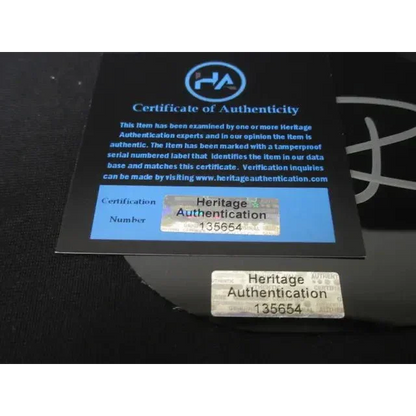 HA
Certificate of Authenticity
This item has been examined by one or more Heritage
Authentication experts and in our opinion the item is
authentic. The item has been marked with a tamperproof
serial numbered label that identifies the item in our data
base and matches this certificate. Verification inquiries
can be made by visiting www.heritageauthentication.com
Certification
Number
Heritage
Authentication
135654
Heritage
Authentication
135654